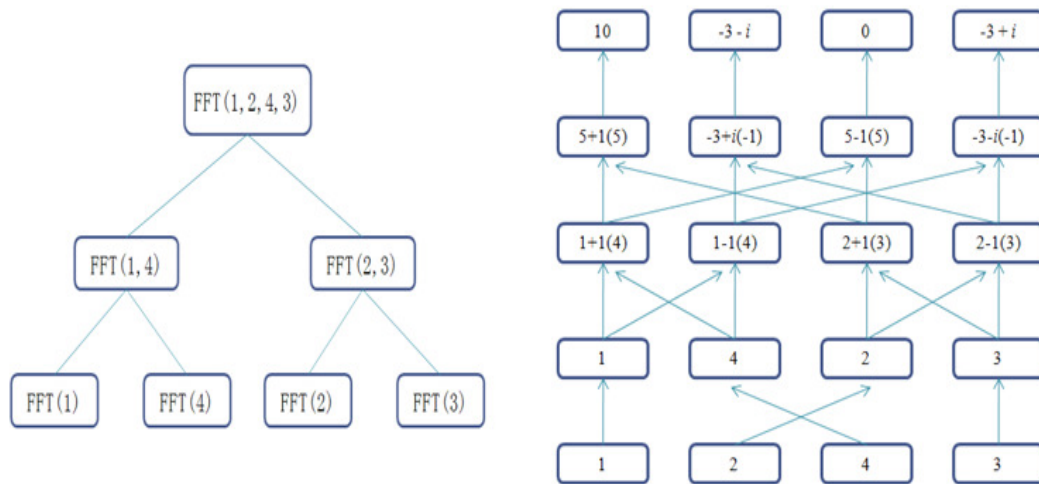 FFT(1,2,4,3)
FFT(1,4)
FFT(2,3)
FFT(1)
FFT(4)
FFT(2)
FFT(3)
10
-3 - i
0
-3 + i
5+1(5)
-3+i(-1)
5-1(5)
-3-i(-1)
1+1(4)
1-1(4)
2+1(3)
2-1(3)
1
4
2
3
1
2
4
3